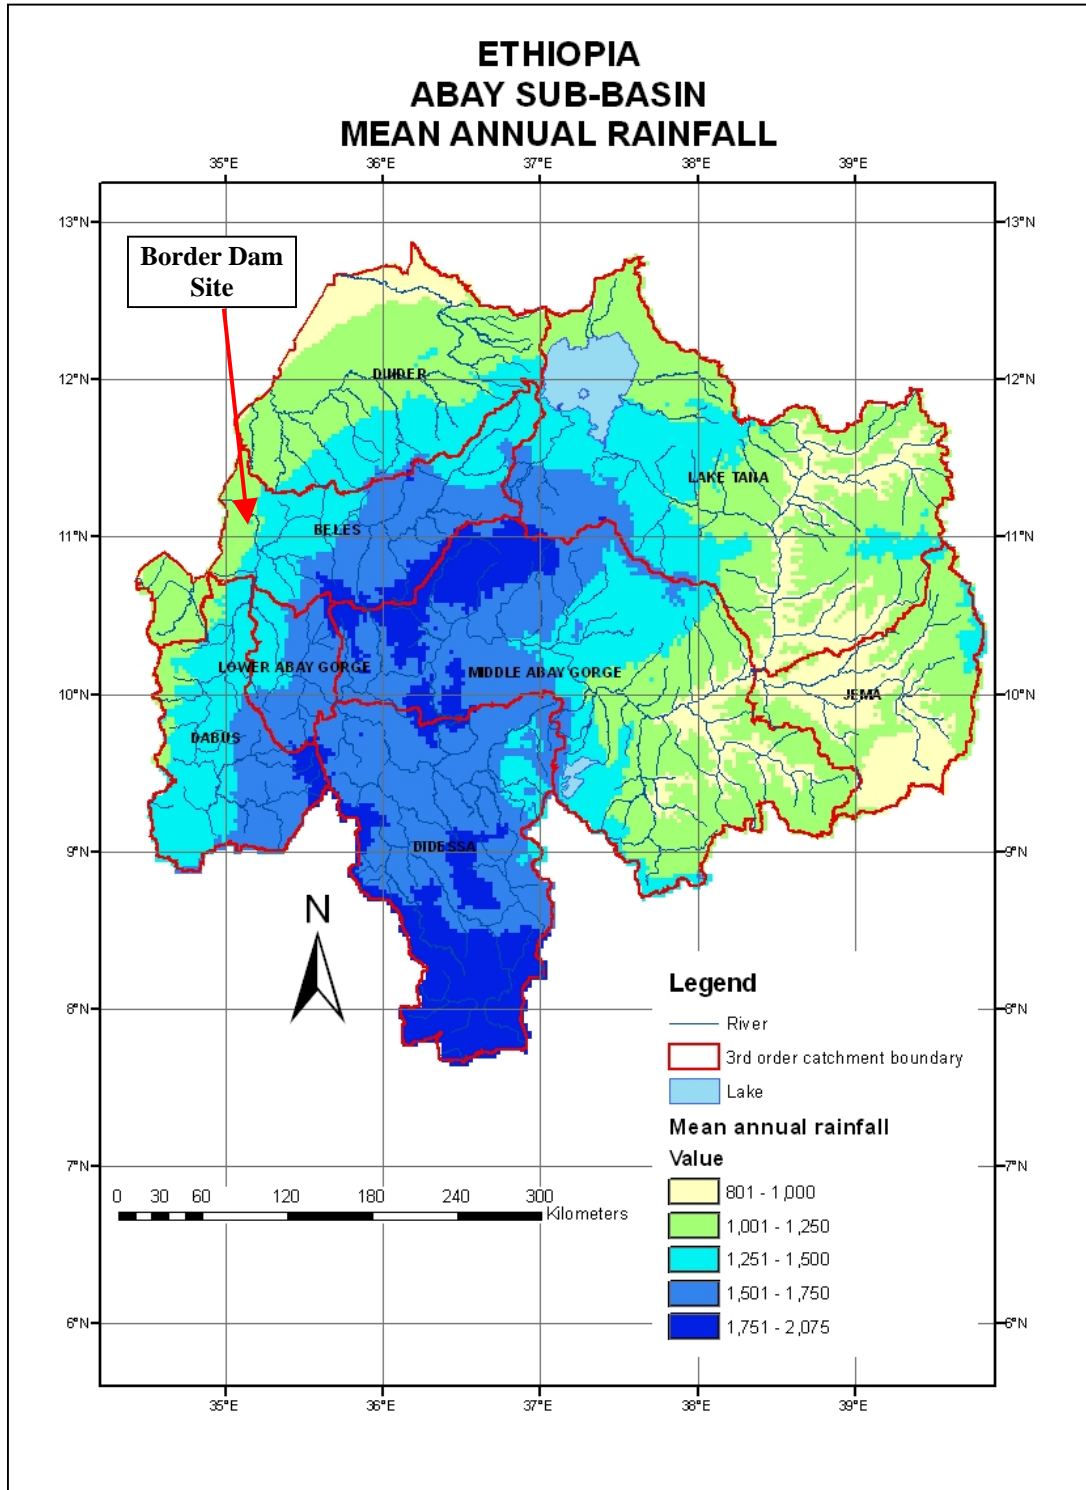 ETHIOPIA
ABAY SUB-BASIN
MEAN ANNUAL RAINFALL
35°E 36°E 37°E 38°E 39°E
13°N 13°N
Border Dam
Site
DINDER
12°N 12°N
LAKE TANA
BELES
11°N 11°N
LOWER ABAY GORGE MIDDLE ABAY GORGE
10°N JEMA 10°N
DABUS
DIDESSA
9°N 9°N
N
Legend
8°N 8°N
River
3rd order catchment boundary
Lake
Mean annual rainfall
Value
7°N 7°N
0 30 60 120 180 240 300
Kilometers
801 - 1,000
1,001 - 1,250
1,251 - 1,500
1,501 - 1,750
6°N 6°N
1,751 - 2,075
35°E 36°E 37°E 38°E 39°E